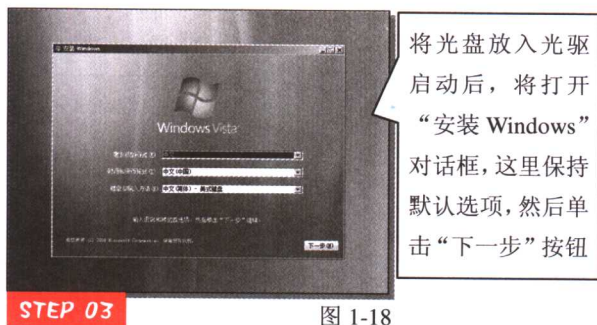 安装 Windows
Windows Vista
中文(中国)
中文(简体) - 美式键盘
下一步(N)
将光盘放入光驱
启动后，将打开
“安装 Windows”
对话框，这里保持
默认选项，然后单
击“下一步”按钮
STEP 03
图 1-18